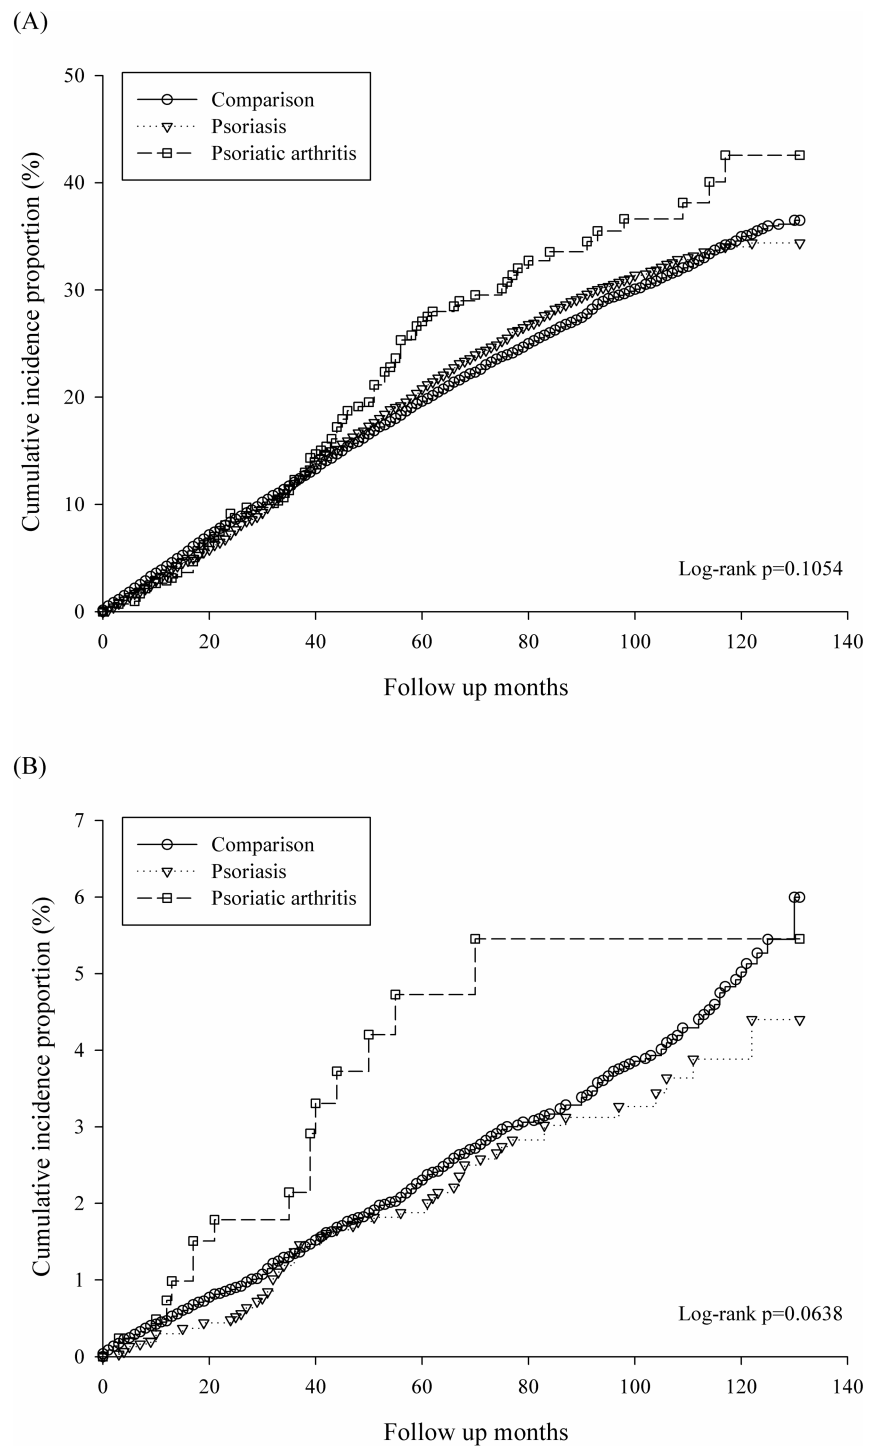 (A)
Cumulative incidence proportion (%)
50
40
30
20
10
0
Comparison
Psoriasis
Psoriatic arthritis
Log-rank p=0.1054
0 20 40 60 80 100 120 140
Follow up months
(B)
Cumulative incidence proportion (%)
7
6
5
4
3
2
1
0
Comparison
Psoriasis
Psoriatic arthritis
Log-rank p=0.0638
0 20 40 60 80 100 120 140
Follow up months